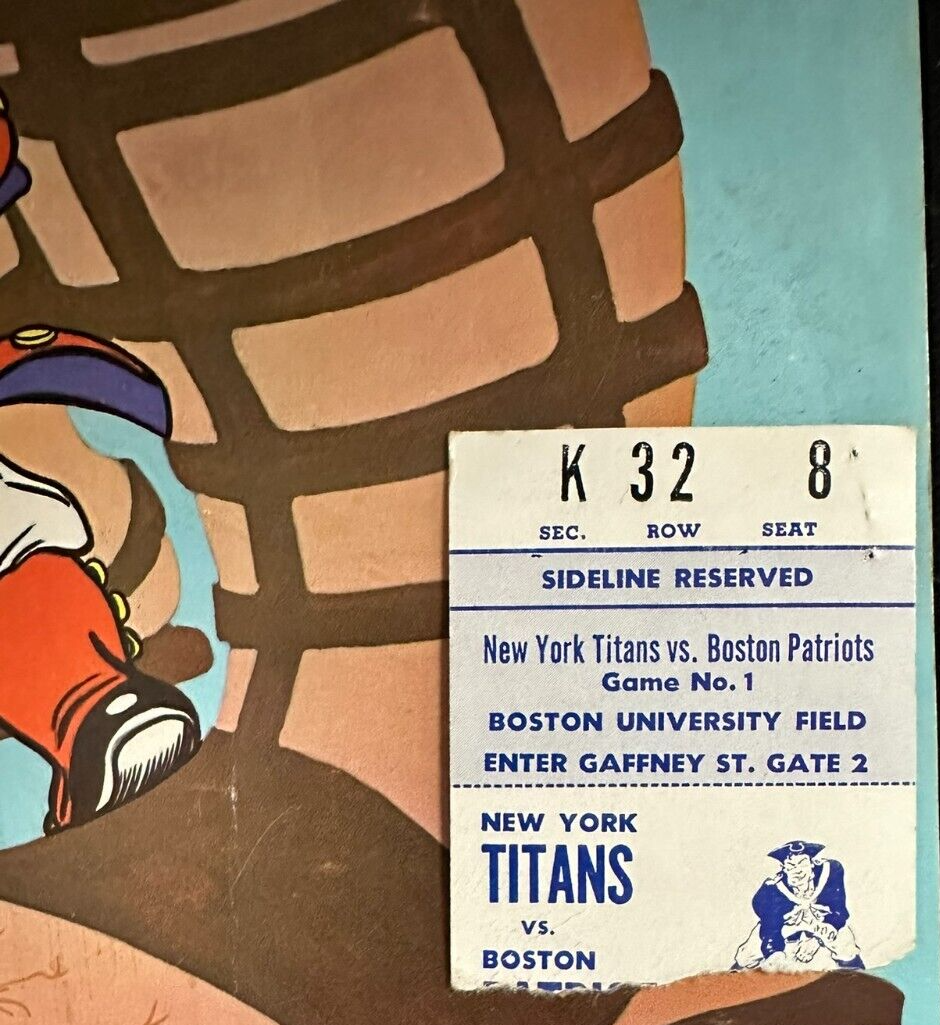 K 32 8
SEC. ROW SEAT
SIDELINE RESERVED
New York Titans vs. Boston Patriots
Game No. 1
BOSTON UNIVERSITY FIELD
ENTER GAFFNEY ST. GATE 2
NEW YORK
TITANS
VS.
BOSTON